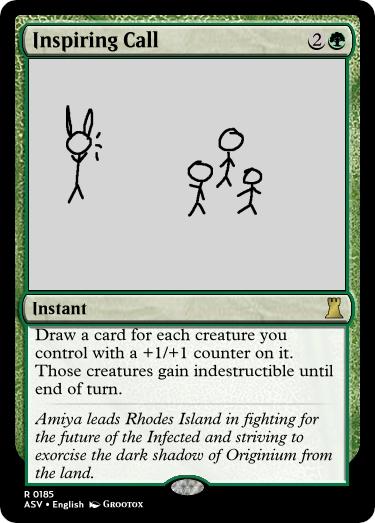 Inspiring Call 2
Instant
Draw a card for each creature you
control with a +1/+1 counter on it.
Those creatures gain indestructible until
end of turn.
Amiya leads Rhodes Island in fighting for
the future of the Infected and striving to
exorcise the dark shadow of Originium from
the land.
R 0185
ASV • English Grootox